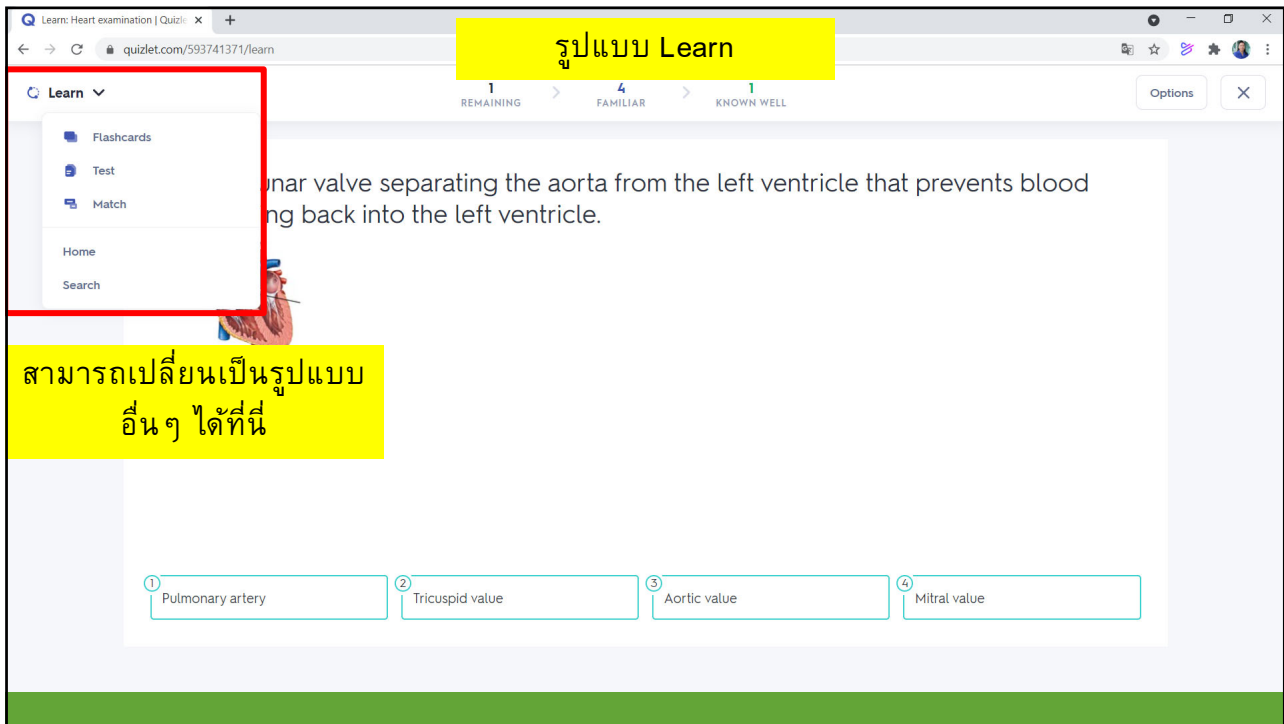 Learn: Heart examination | Quizle
รูปแบบ Learn
quizlet.com/593741371/learn
Learn
1
REMAINING
4
FAMILIAR
1
KNOWN WELL
Options
Flashcards
Test
Match
Home
Search
valve separating the aorta from the left ventricle that prevents blood
back into the left ventricle.
สามารถเปลี่ยนเป็นรูปแบบ
อื่นๆ ได้ที่นี่
1
Pulmonary artery
2
Tricuspid value
3
Aortic value
4
Mitral value